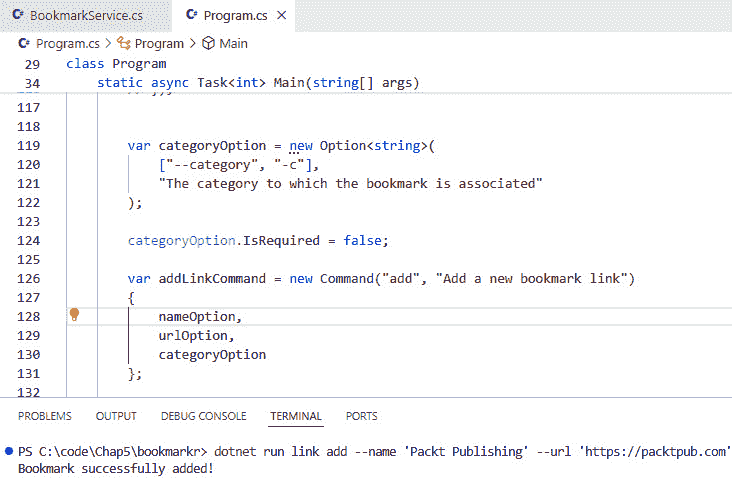 BookmarkService.cs
Program.cs
Program.cs > Program > Main
29 class Program
34 static async Task<int> Main(string[] args)
117
118
119 var categoryOption = new Option<string>(
120 ["--category", "-c"],
121 "The category to which the bookmark is associated"
122 );
123
124 categoryOption.IsRequired = false;
125
126 var addLinkCommand = new Command("add", "Add a new bookmark link")
127 {
128 nameOption,
129 urlOption,
130 categoryOption
131 };
132
PROBLEMS OUTPUT DEBUG CONSOLE TERMINAL PORTS
PS C:\code\Chap5\bookmarkr> dotnet run link add --name 'Packt Publishing' --url 'https://packtpub.com'
Bookmark successfully added!